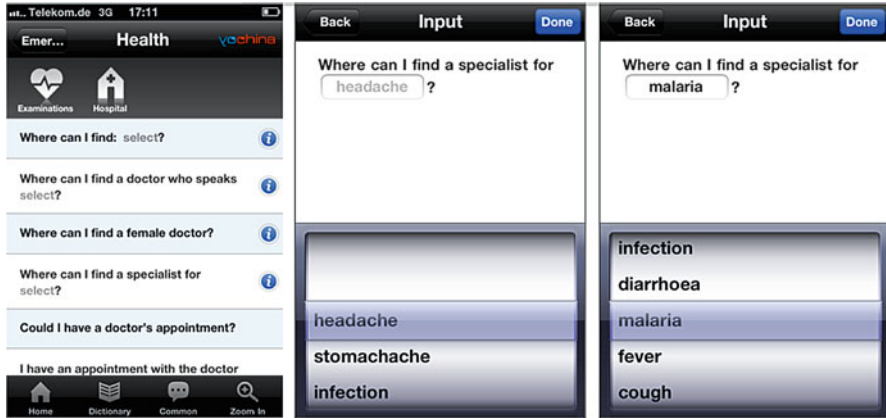 Telekom.de 3G 17:11
Emer... Health yochina
Examinations Hospital
Where can I find: select?
Where can I find a doctor who speaks
select?
Where can I find a female doctor?
Where can I find a specialist for
select?
Could I have a doctor's appointment?
I have an appointment with the doctor
Home Dictionary Common Zoom In
Back Input Done
Where can I find a specialist for
headache ?
headache
stomachache
infection
Back Input Done
Where can I find a specialist for
malaria ?
infection
diarrhoea
malaria
fever
cough